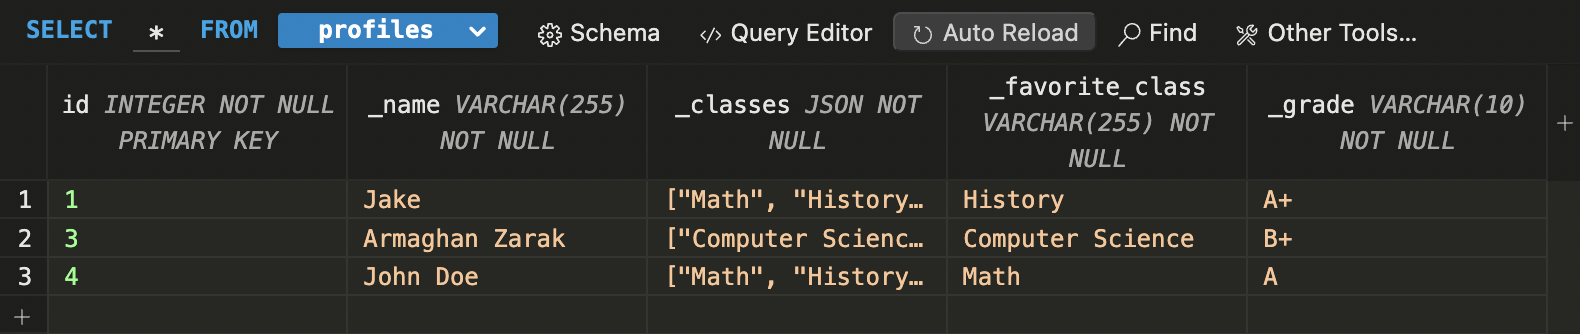 SELECT * FROM profiles Schema Query Editor Auto Reload Find Other Tools...
id INTEGER NOT NULL PRIMARY KEY
_name VARCHAR(255) NOT NULL
_classes JSON NOT NULL
_favorite_class VARCHAR(255) NOT NULL
_grade VARCHAR(10) NOT NULL
+
1 1 Jake ["Math", "History… History A+
2 3 Armaghan Zarak ["Computer Scienc… Computer Science B+
3 4 John Doe ["Math", "History… Math A
+